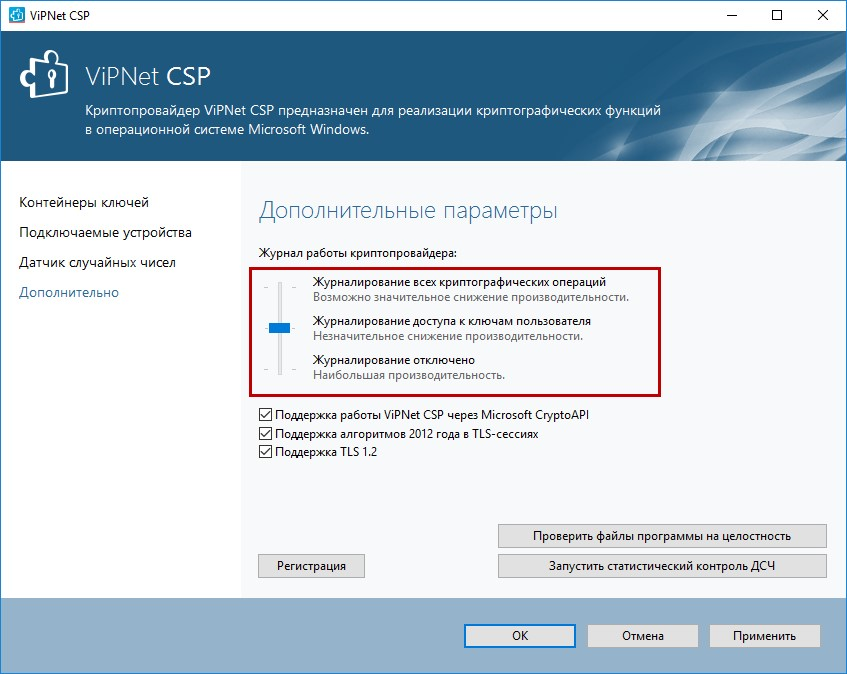 ViPNet CSP
ViPNet CSP
Криптопровайдер ViPNet CSP предназначен для реализации криптографических функций
в операционной системе Microsoft Windows.
Контейнеры ключей
Подключаемые устройства
Датчик случайных чисел
Дополнительно
Дополнительные параметры
Журнал работы криптопровайдера:
Журналирование всех криптографических операций
Возможно значительное снижение производительности.
Журналирование доступа к ключам пользователя
Незначительное снижение производительности.
Журналирование отключено
Наибольшая производительность.
Поддержка работы ViPNet CSP через Microsoft CryptoAPI
Поддержка алгоритмов 2012 года в TLS-сессиях
Поддержка TLS 1.2
Проверить файлы программы на целостность
Регистрация
Запустить статистический контроль ДСЧ
ОК
Отмена
Применить